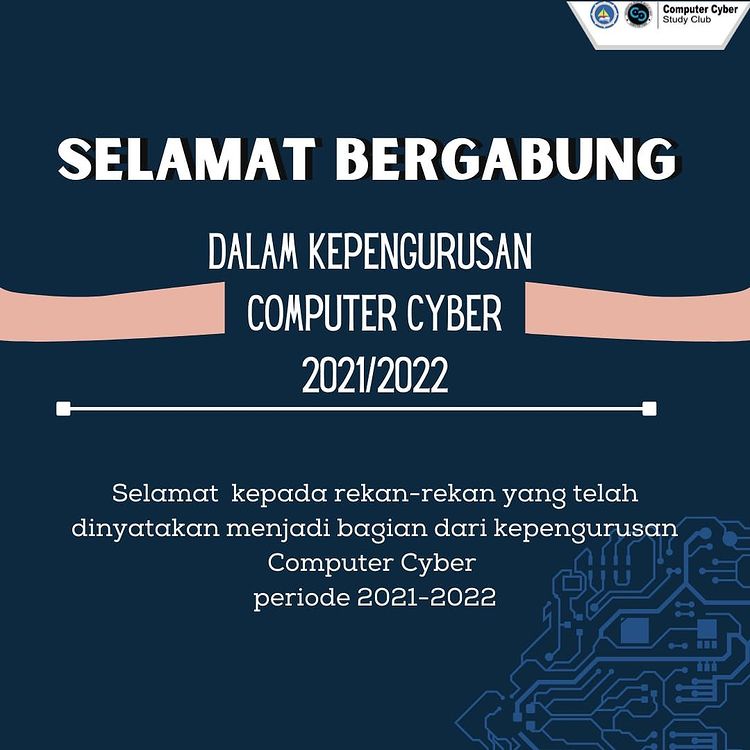 Computer Cyber
Study Club
SELAMAT BERGABUNG
DALAM KEPENGURUSAN
COMPUTER CYBER
2021/2022
Selamat kepada rekan-rekan yang telah
dinyatakan menjadi bagian dari kepengurusan
Computer Cyber
periode 2021-2022